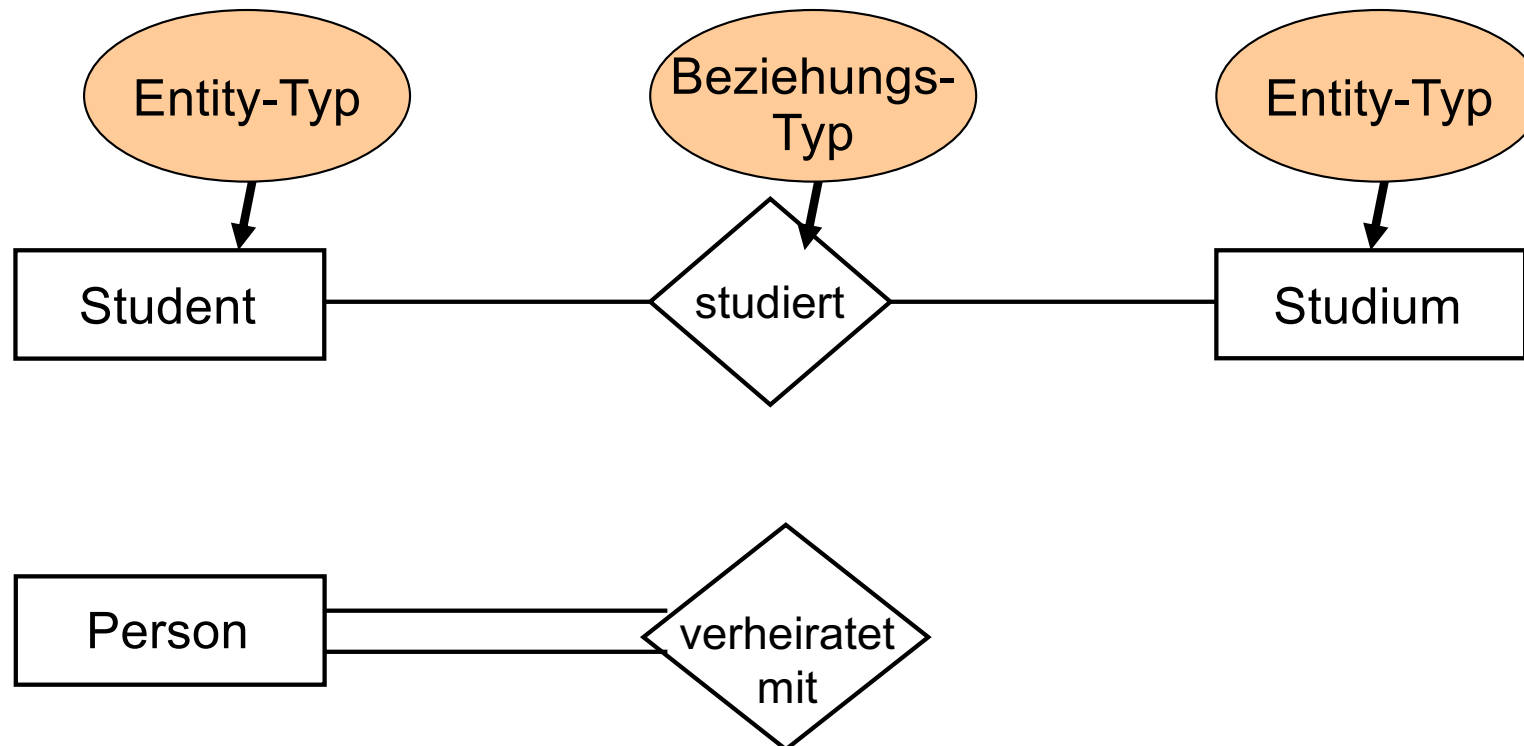 Entity-Typ
Beziehungs-
Typ
Entity-Typ
Student
studiert
Studium
Person
verheiratet
mit